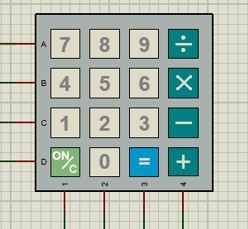 A 7 8 9 ÷
B 4 5 6 ×
C 1 2 3 −
D ON/C 0 = +
1 2 3 4